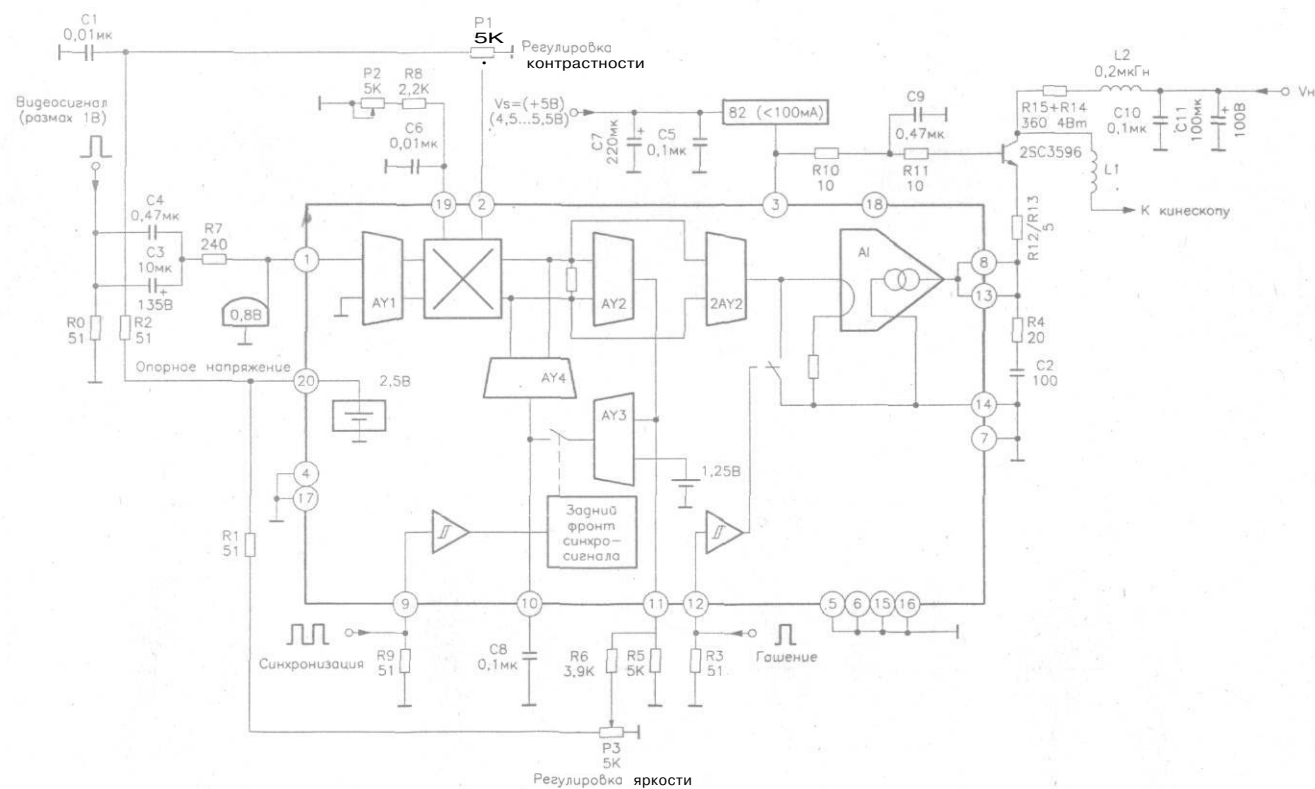 C1
0,01мк
P1
5K
Регулировка
контрастности
Видеосигнал
(размах 1В)
P2
5K
R8
2,2K
C6
0,01мк
Vs=(+5В)
(4,5...5,5В)
C7
220мк
+
C5
0,1мк
82 (<100мА)
C9
0,47мк
R10
10
R11
10
2SC3596
R15+R14
360 4Вт
L2
0,2мкГн
C10
0,1мк
C11
100мк
+
100В
Vн
L1
К кинескопу
C4
0,47мк
C3
10мк
+
135В
R7
240
0,8В
R0
51
R2
51
Опорное напряжение
2,5В
1
19
2
3
18
AY1
AY2
2AY2
AI
AY4
AY3
1,25В
8
13
14
7
R12/R13
5
R4
20
C2
100
20
4
17
R1
51
Задний
фронт
синхро-
сигнала
9
10
11
12
5
6
15
16
Синхронизация
R9
51
C8
0,1мк
R6
3,9K
R5
5K
R3
51
Гашение
P3
5K
Регулировка яркости